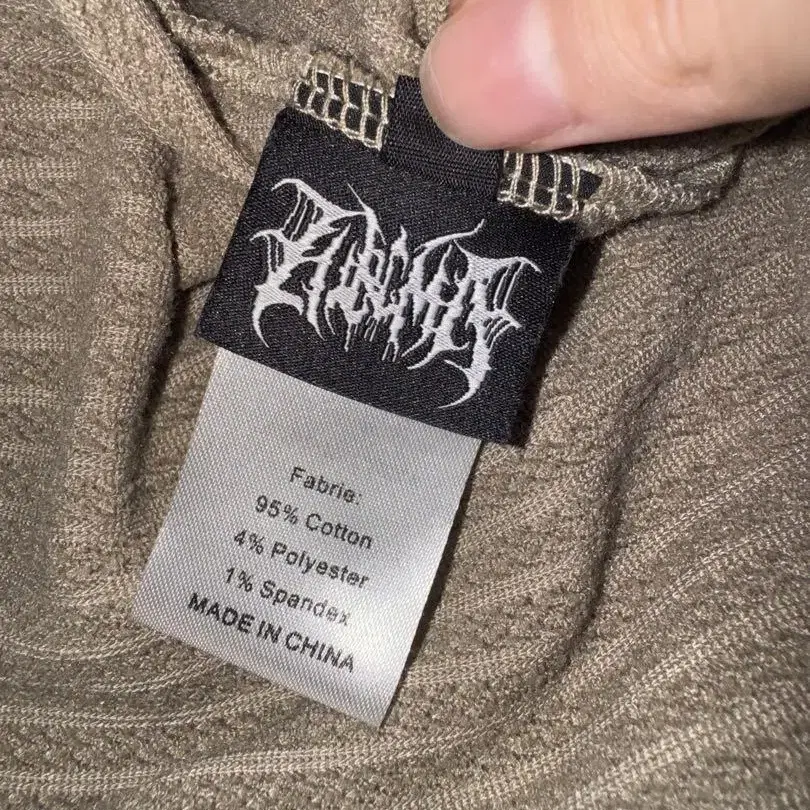 Fabrie:
95% Cotton
4% Polyester
1% Spandex
MADE IN CHINA